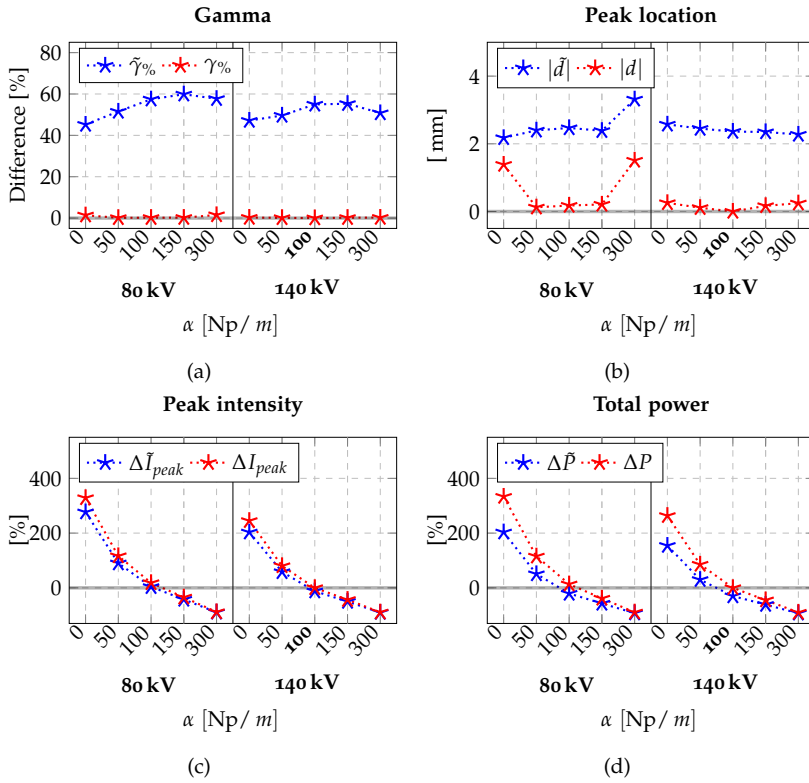 Gamma
Difference [%]
80
60
40
20
0
γ̃% γ%
0 50 100 150 300 0 50 100 150 300
80 kV 140 kV
α [Np/ m]
(a)
Peak location
[ mm]
4
2
0
|d̃| |d|
0 50 100 150 300 0 50 100 150 300
80 kV 140 kV
α [Np/ m]
(b)
Peak intensity
[%]
400
200
0
ΔĨpeak ΔIpeak
0 50 100 150 300 0 50 100 150 300
80 kV 140 kV
α [Np/ m]
(c)
Total power
[%]
400
200
0
ΔP̃ ΔP
0 50 100 150 300 0 50 100 150 300
80 kV 140 kV
α [Np/ m]
(d)